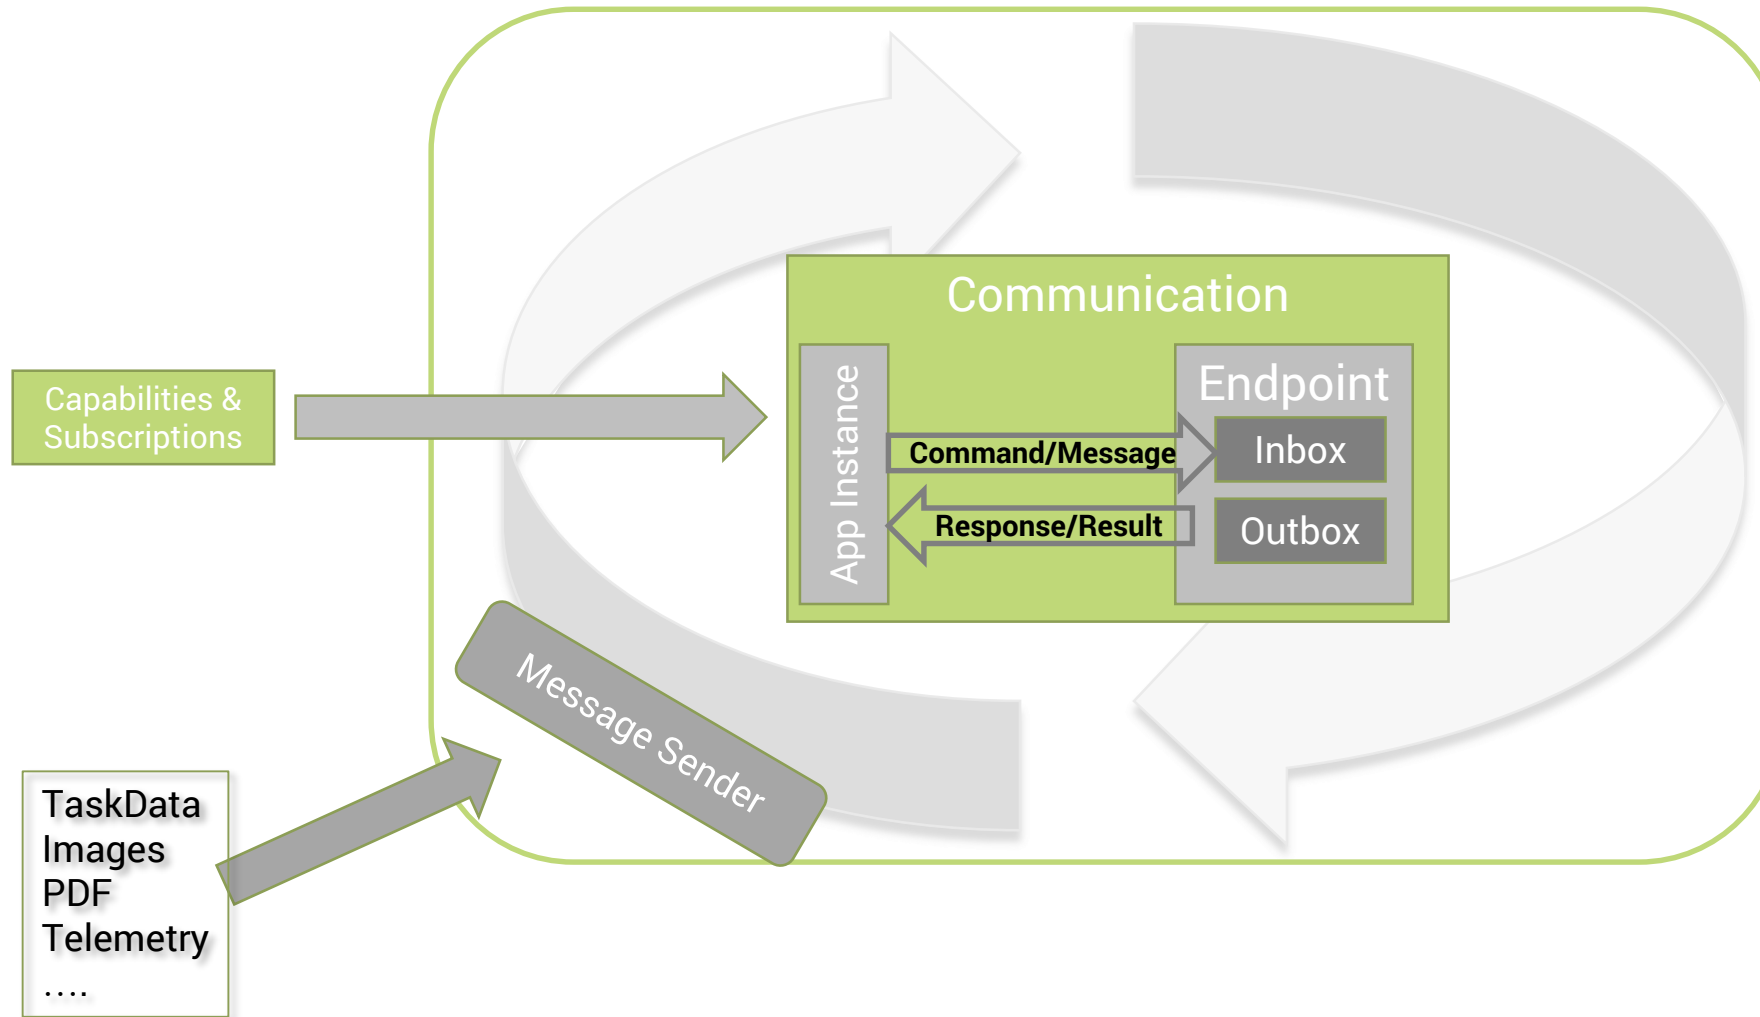 Communication
Capabilities &
Subscriptions
App Instance
Endpoint
Command/Message
Inbox
Response/Result
Outbox
Message Sender
TaskData
Images
PDF
Telemetry
....